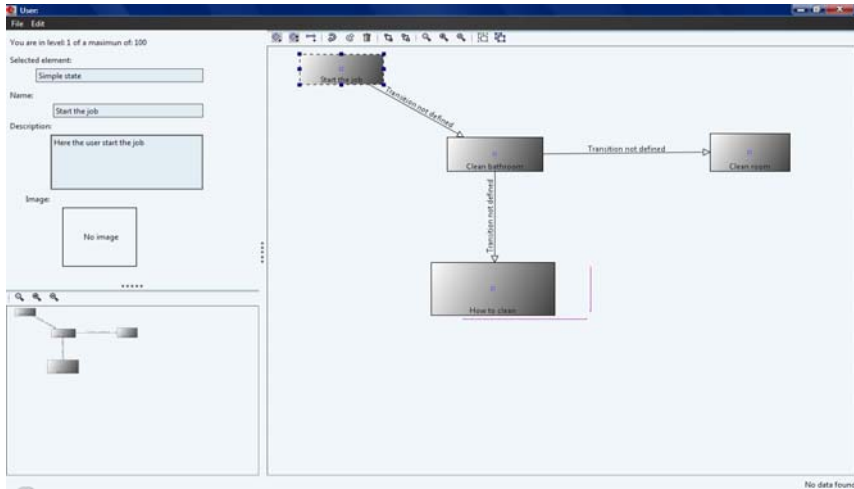 User:
File Edit
You are in level: 1 of a maximun of: 100
Selected element:
Simple state
Name:
Start the job
Description:
Here the user start the job
Image:
No image
Start the job
Transition not defined
Clean bathroom
Transition not defined
Clean room
Transition not defined
How to clean
No data found